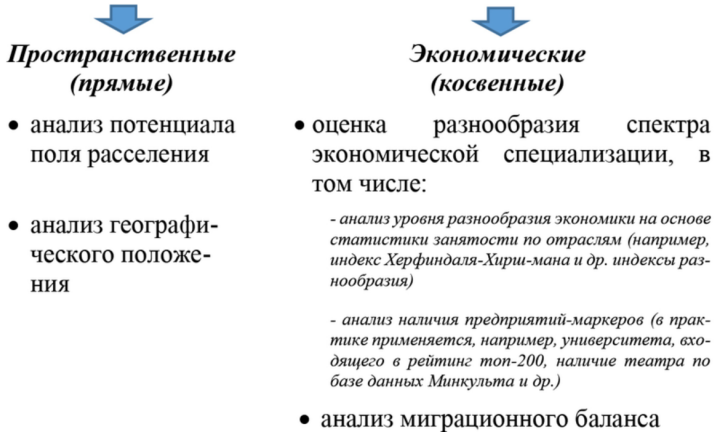 Пространственные
(прямые)
• анализ потенциала
поля расселения
• анализ географи-
ческого положе-
ния
Экономические
(косвенные)
• оценка разнообразия спектра
экономической специализации, в
том числе:
- анализ уровня разнообразия экономики на основе
статистики занятости по отраслям (например,
индекс Херфиндаля-Хирш-мана и др. индексы раз-
нообразия)
- анализ наличия предприятий-маркеров (в прак-
тике применяется, например, университета, вхо-
дящего в рейтинг топ-200, наличие театра по
базе данных Минкульта и др.)
• анализ миграционного баланса